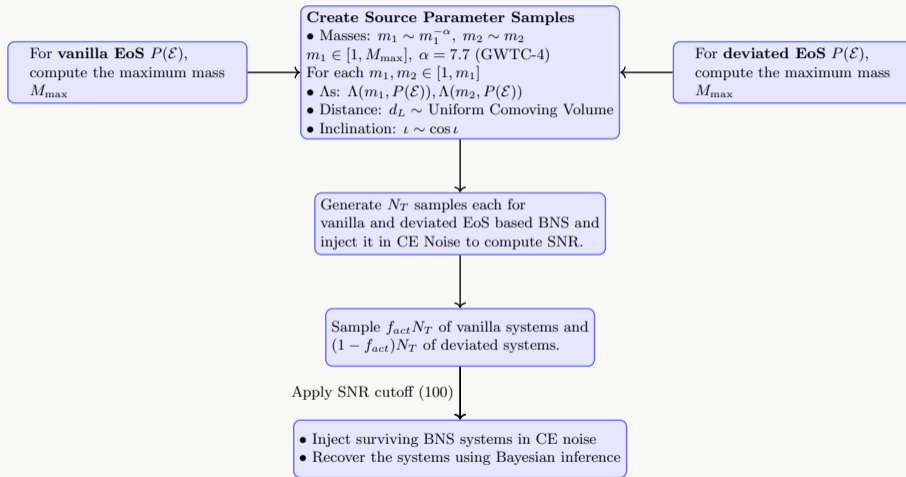 For vanilla EoS P(ℰ),
compute the maximum mass
M_max
Create Source Parameter Samples
• Masses: m₁ ∼ m₁^{−α}, m₂ ∼ m₂
m₁ ∈ [1, M_max], α = 7.7 (GWTC-4)
For each m₁, m₂ ∈ [1, m₁]
• Λs: Λ(m₁, P(ℰ)), Λ(m₂, P(ℰ))
• Distance: d_L ∼ Uniform Comoving Volume
• Inclination: ι ∼ cos ι
For deviated EoS P(ℰ),
compute the maximum mass
M_max
Generate N_T samples each for
vanilla and deviated EoS based BNS and
inject it in CE Noise to compute SNR.
Sample f_{act}N_T of vanilla systems and
(1 − f_{act})N_T of deviated systems.
Apply SNR cutoff (100)
• Inject surviving BNS systems in CE noise
• Recover the systems using Bayesian inference